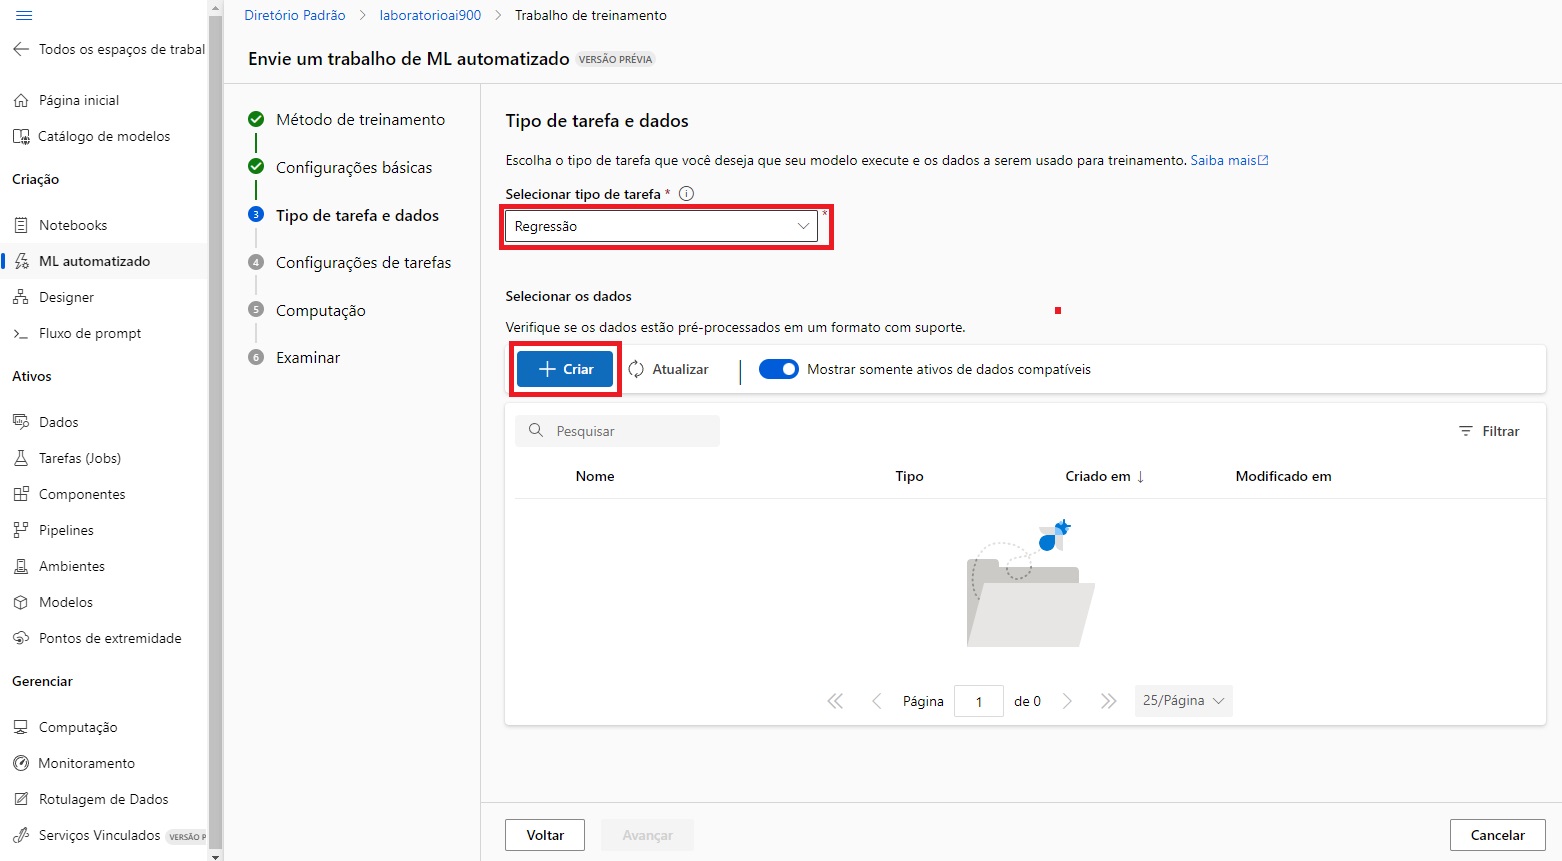 Diretório Padrão > laboratorioai900 > Trabalho de treinamento
Envie um trabalho de ML automatizado VERSÃO PRÉVIA
Todos os espaços de trabal
Página inicial
Catálogo de modelos
Criação
Notebooks
ML automatizado
Designer
Fluxo de prompt
Ativos
Dados
Tarefas (Jobs)
Componentes
Pipelines
Ambientes
Modelos
Pontos de extremidade
Gerenciar
Computação
Monitoramento
Rotulagem de Dados
Serviços Vinculados VERSÃO P
Método de treinamento
Configurações básicas
3 Tipo de tarefa e dados
4 Configurações de tarefas
5 Computação
6 Examinar
Tipo de tarefa e dados
Escolha o tipo de tarefa que você deseja que seu modelo execute e os dados a serem usado para treinamento. Saiba mais
Selecionar tipo de tarefa *
Regressão *
Selecionar os dados
Verifique se os dados estão pré-processados em um formato com suporte.
+ Criar Atualizar | Mostrar somente ativos de dados compatíveis
Pesquisar Filtrar
Nome Tipo Criado em ↓ Modificado em
Página 1 de 0 25/Página
Voltar Avançar Cancelar